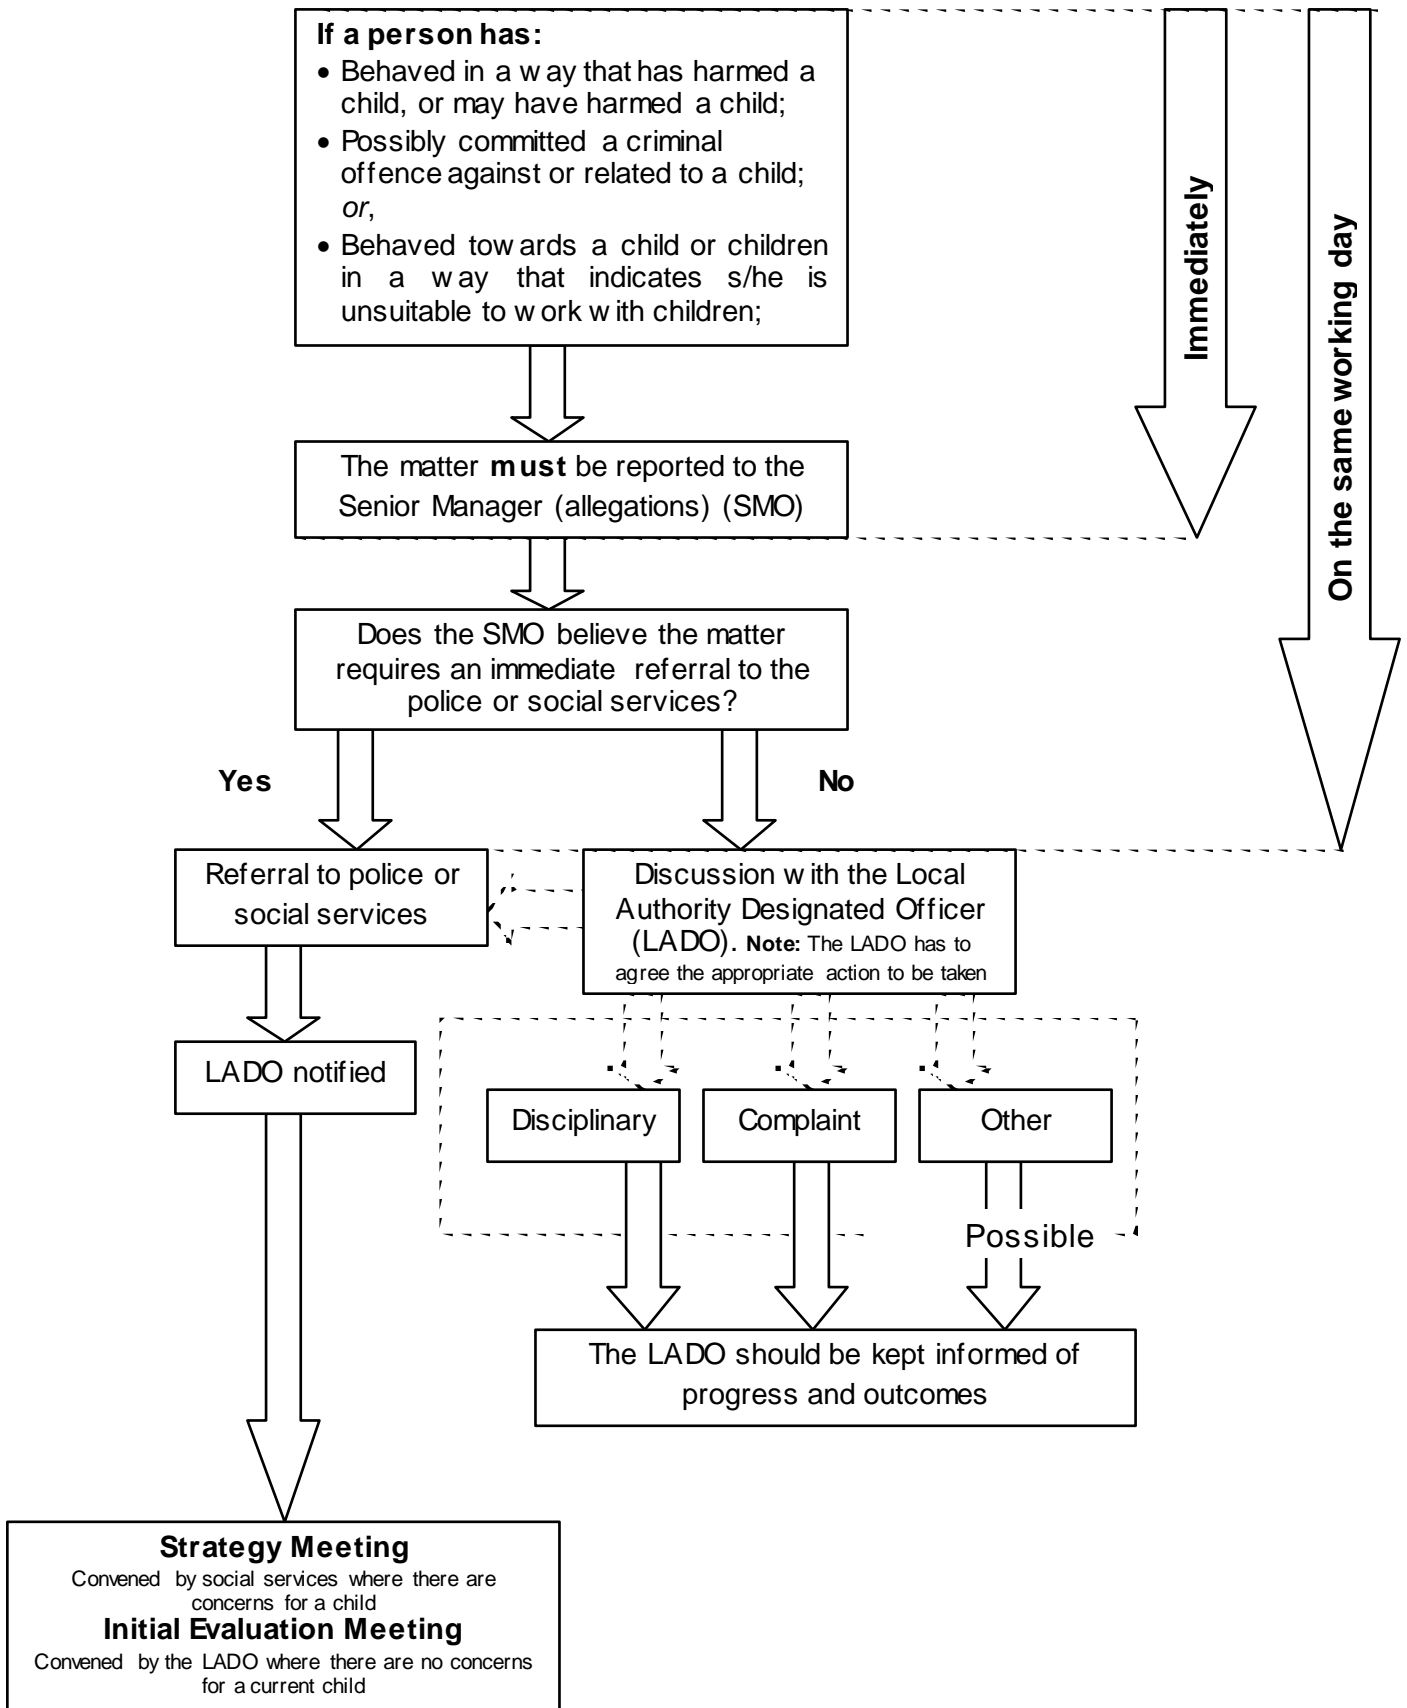 If a person has:
• Behaved in a way that has harmed a
child, or may have harmed a child;
• Possibly committed a criminal
offence against or related to a child;
or,
• Behaved towards a child or children
in a way that indicates s/he is
unsuitable to work with children;
Immediately
On the same working day
The matter must be reported to the
Senior Manager (allegations) (SMO)
Does the SMO believe the matter
requires an immediate referral to the
police or social services?
Yes
No
Referral to police or
social services
Discussion with the Local
Authority Designated Officer
(LADO). Note: The LADO has to
agree the appropriate action to be taken
LADO notified
Disciplinary
Complaint
Other
Possible
The LADO should be kept informed of
progress and outcomes
Strategy Meeting
Convened by social services where there are
concerns for a child
Initial Evaluation Meeting
Convened by the LADO where there are no concerns
for a current child